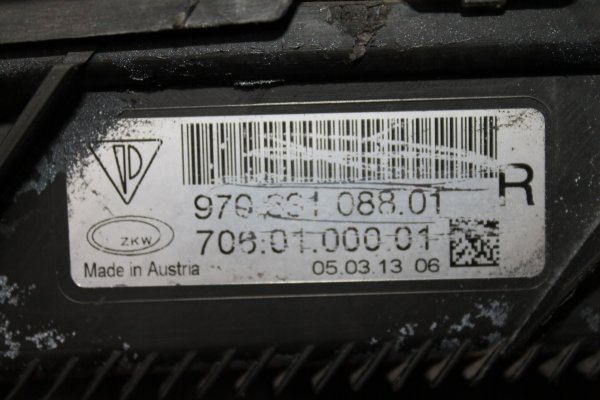 088.01
R
706.01.000.01
ZKW
Made in Austria
05.03.13 06